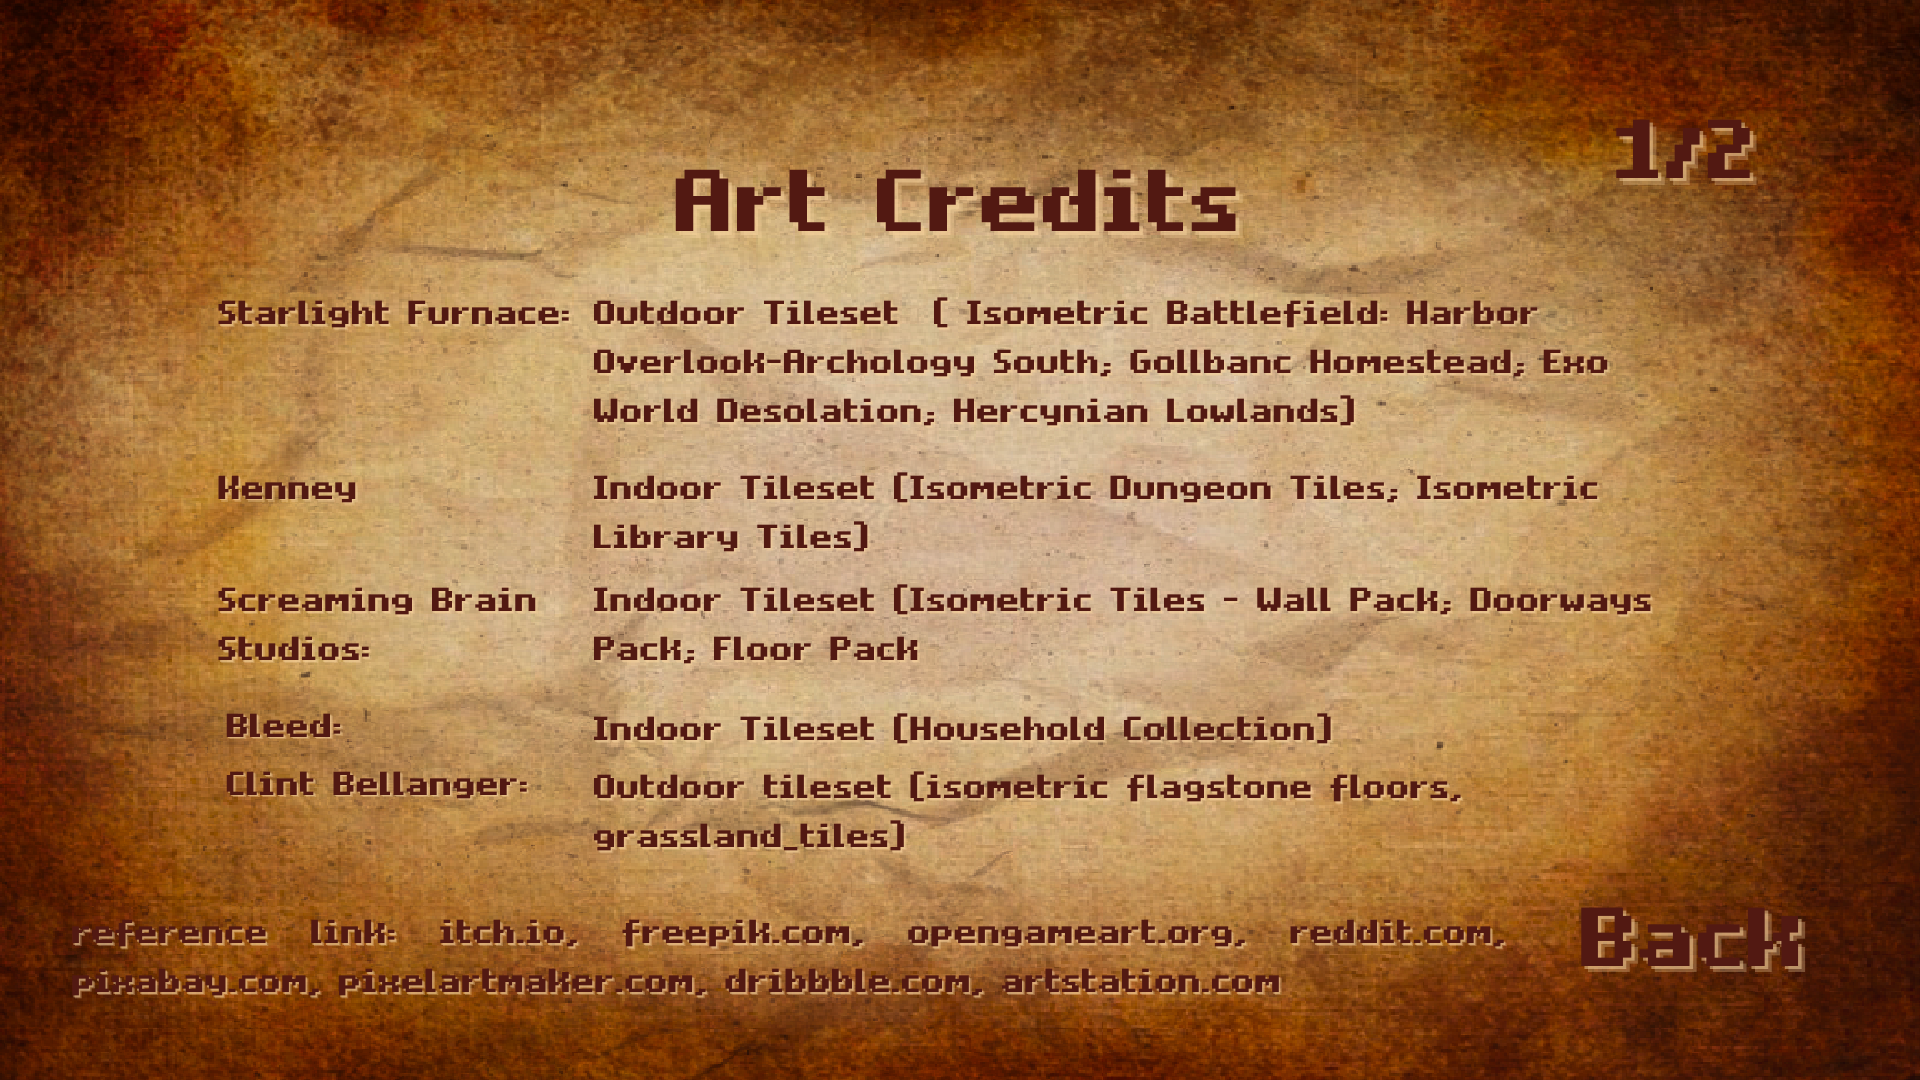 1/2
Art Credits
Starlight Furnace: Outdoor Tileset ( Isometric Battlefield: Harbor
Overlook-Archology South; Gollbanc Homestead; Exo
World Desolation; Hercynian Lowlands)
Kenney Indoor Tileset (Isometric Dungeon Tiles; Isometric
Library Tiles)
Screaming Brain Indoor Tileset (Isometric Tiles - Wall Pack; Doorways
Studios: Pack; Floor Pack
Bleed: Indoor Tileset (Household Collection)
Clint Bellanger: Outdoor tileset (isometric flagstone floors,
grassland_tiles)
reference link: itch.io, freepik.com, opengameart.org, reddit.com,
pixabay.com, pixelartmaker.com, dribbble.com, artstation.com
Back